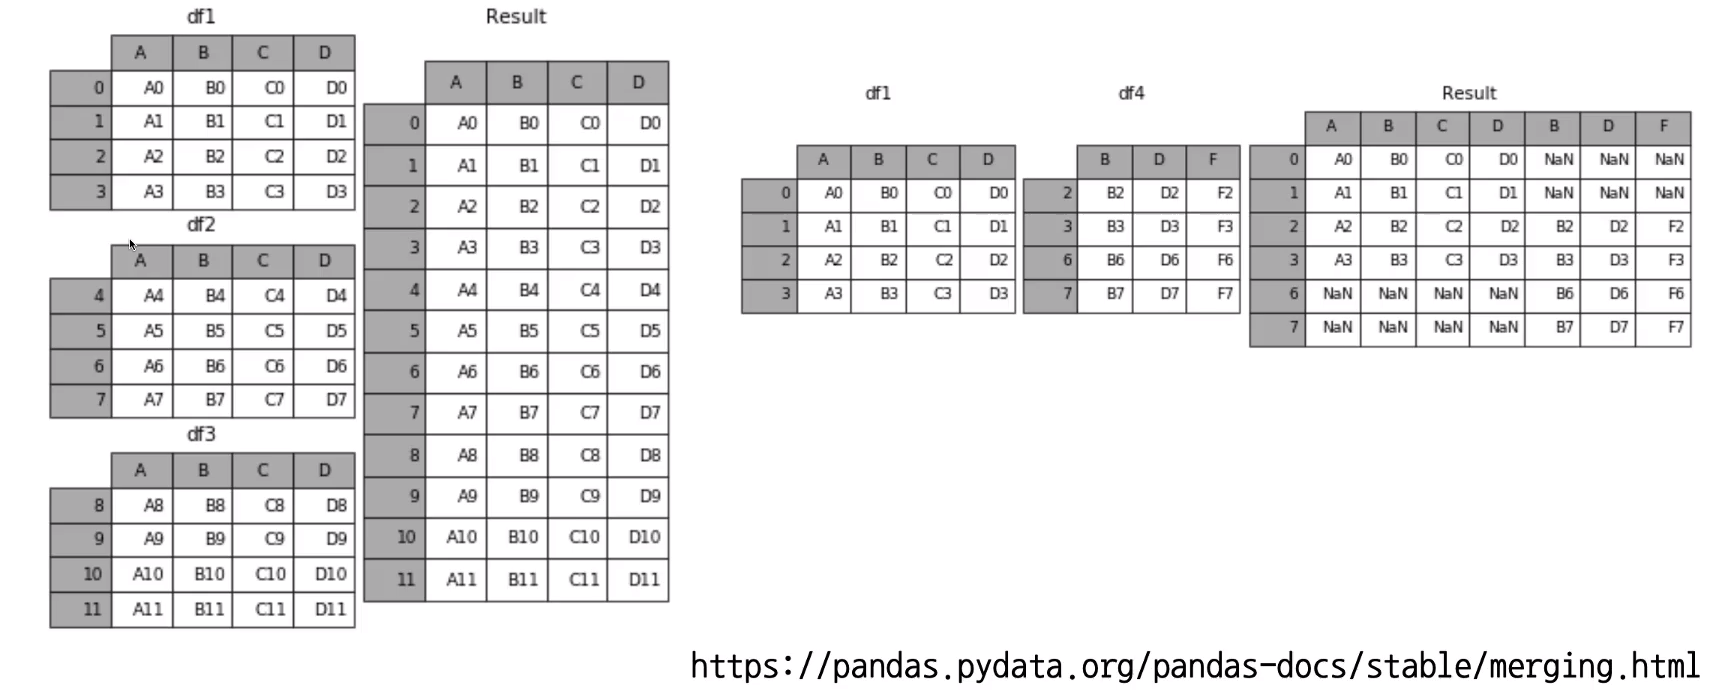 df1
A B C D
0 A0 B0 C0 D0
1 A1 B1 C1 D1
2 A2 B2 C2 D2
3 A3 B3 C3 D3
df2
A B C D
4 A4 B4 C4 D4
5 A5 B5 C5 D5
6 A6 B6 C6 D6
7 A7 B7 C7 D7
df3
A B C D
8 A8 B8 C8 D8
9 A9 B9 C9 D9
10 A10 B10 C10 D10
11 A11 B11 C11 D11
Result
A B C D
0 A0 B0 C0 D0
1 A1 B1 C1 D1
2 A2 B2 C2 D2
3 A3 B3 C3 D3
4 A4 B4 C4 D4
5 A5 B5 C5 D5
6 A6 B6 C6 D6
7 A7 B7 C7 D7
8 A8 B8 C8 D8
9 A9 B9 C9 D9
10 A10 B10 C10 D10
11 A11 B11 C11 D11
df1
A B C D
0 A0 B0 C0 D0
1 A1 B1 C1 D1
2 A2 B2 C2 D2
3 A3 B3 C3 D3
df4
B D F
2 B2 D2 F2
3 B3 D3 F3
6 B6 D6 F6
7 B7 D7 F7
Result
A B C D B D F
0 A0 B0 C0 D0 NaN NaN NaN
1 A1 B1 C1 D1 NaN NaN NaN
2 A2 B2 C2 D2 B2 D2 F2
3 A3 B3 C3 D3 B3 D3 F3
6 NaN NaN NaN NaN B6 D6 F6
7 NaN NaN NaN NaN B7 D7 F7
https://pandas.pydata.org/pandas-docs/stable/merging.html